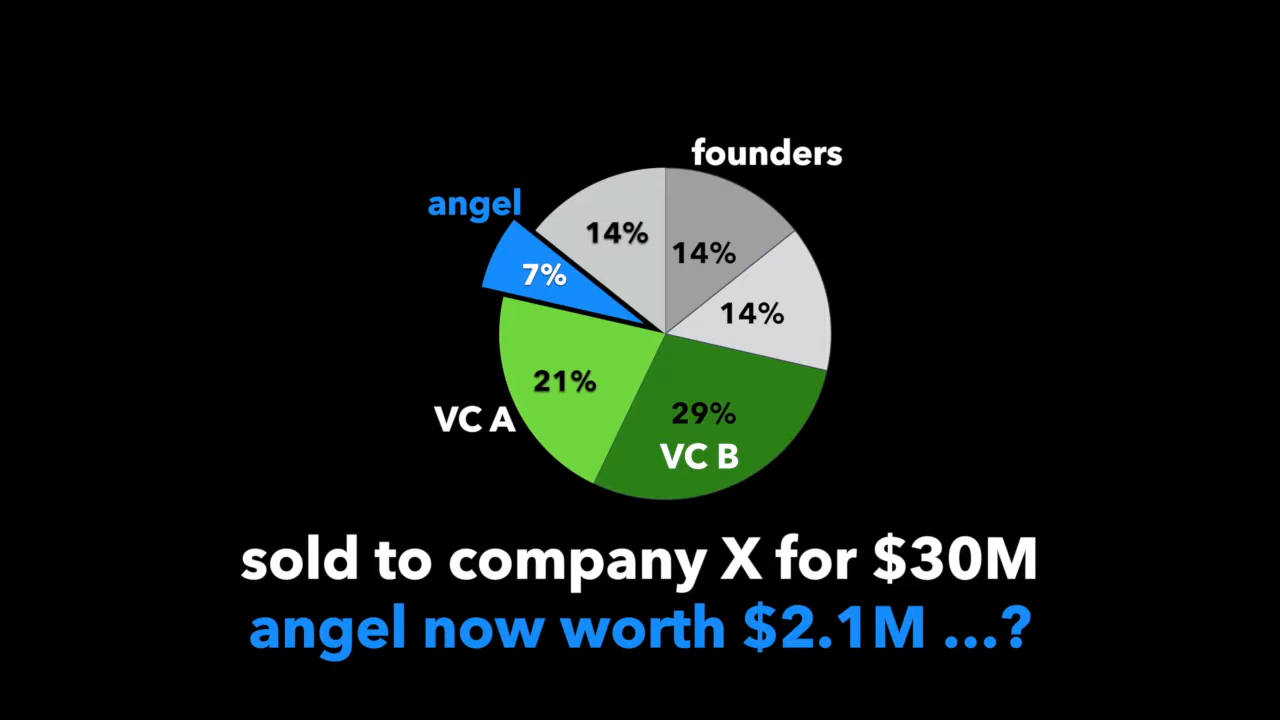 founders
angel
14%
14%
7%
14%
21%
29%
VC A
VC B
sold to company X for $30M
angel now worth $2.1M ...?